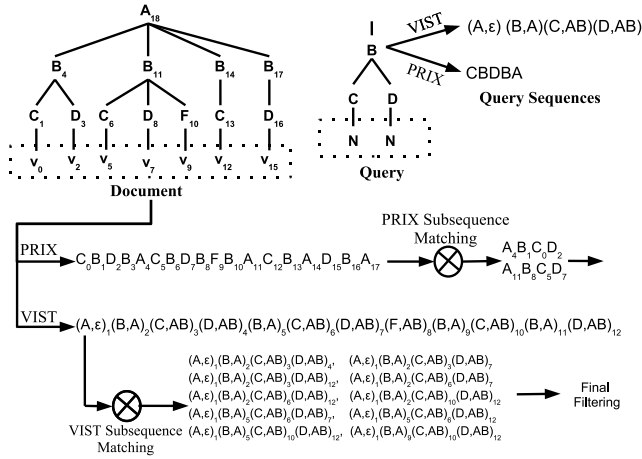 A₁₈
B₄ B₁₁ B₁₄ B₁₇
C₁ D₃ C₆ D₈ F₁₀ C₁₃ D₁₆
v₀ v₂ v₅ v₇ v₉ v₁₂ v₁₅
Document
I
B
C D
N N
Query
VIST
(A,ε) (B,A)(C,AB)(D,AB)
PRIX
CBDBA
Query Sequences
PRIX
C₀B₁D₂B₃A₄C₅B₆D₇B₈F₉B₁₀A₁₁C₁₂B₁₃A₁₄D₁₅B₁₆A₁₇
PRIX Subsequence
Matching
A₄B₁C₀D₂
A₁₁B₈C₅D₇
VIST
(A,ε)₁(B,A)₂(C,AB)₃(D,AB)₄(B,A)₅(C,AB)₆(D,AB)₇(F,AB)₈(B,A)₉(C,AB)₁₀(B,A)₁₁(D,AB)₁₂
VIST Subsequence
Matching
(A,ε)₁(B,A)₂(C,AB)₃(D,AB)₄, (A,ε)₁(B,A)₂(C,AB)₃(D,AB)₇
(A,ε)₁(B,A)₂(C,AB)₃(D,AB)₁₂, (A,ε)₁(B,A)₂(C,AB)₆(D,AB)₇
(A,ε)₁(B,A)₂(C,AB)₆(D,AB)₁₂, (A,ε)₁(B,A)₂(C,AB)₁₀(D,AB)₁₂
(A,ε)₁(B,A)₅(C,AB)₆(D,AB)₇, (A,ε)₁(B,A)₅(C,AB)₆(D,AB)₁₂
(A,ε)₁(B,A)₅(C,AB)₁₀(D,AB)₁₂, (A,ε)₁(B,A)₉(C,AB)₁₀(D,AB)₁₂
Final
Filtering